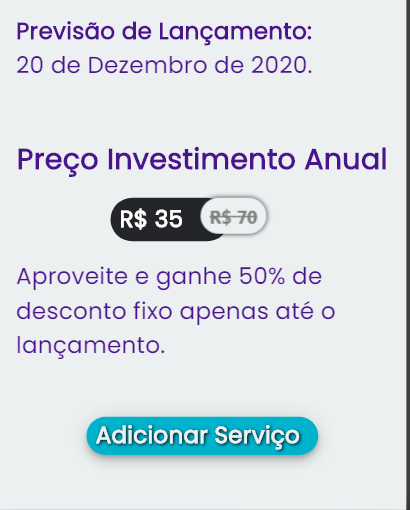 Previsão de Lançamento:
20 de Dezembro de 2020.
Preço Investimento Anual
R$ 35 R$ 70
Aproveite e ganhe 50% de
desconto fixo apenas até o
lançamento.
Adicionar Serviço